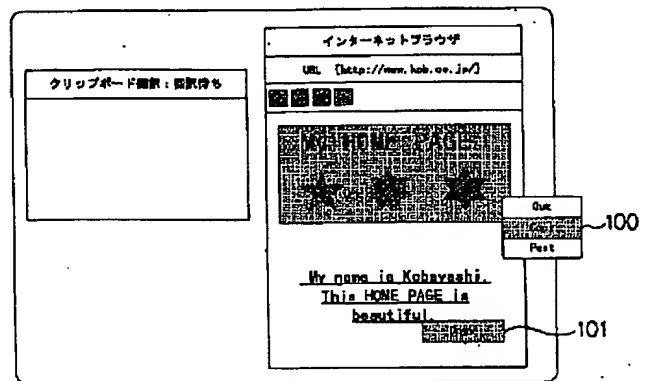 インターネットブラウザ
URL [http://www.kob.co.jp/]
クリップボード翻訳:翻訳待ち
MY HOME PAGE
100
My name is Kobayashi.
This HOME PAGE is
beautiful.
101